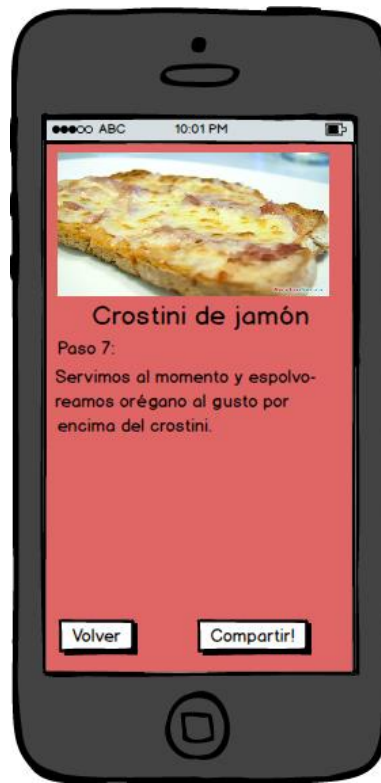 ABC 10:01 PM
Crostini de jamón
Paso 7:
Servimos al momento y espolvo-
reamos orégano al gusto por
encima del crostini.
Volver Compartir!